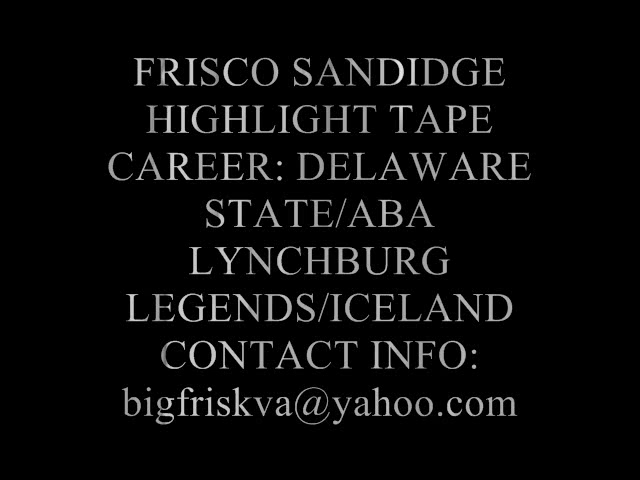 FRISCO SANDIDGE
HIGHLIGHT TAPE
CAREER: DELAWARE
STATE/ABA
LYNCHBURG
LEGENDS/ICELAND
CONTACT INFO:
bigfriskva@yahoo.com